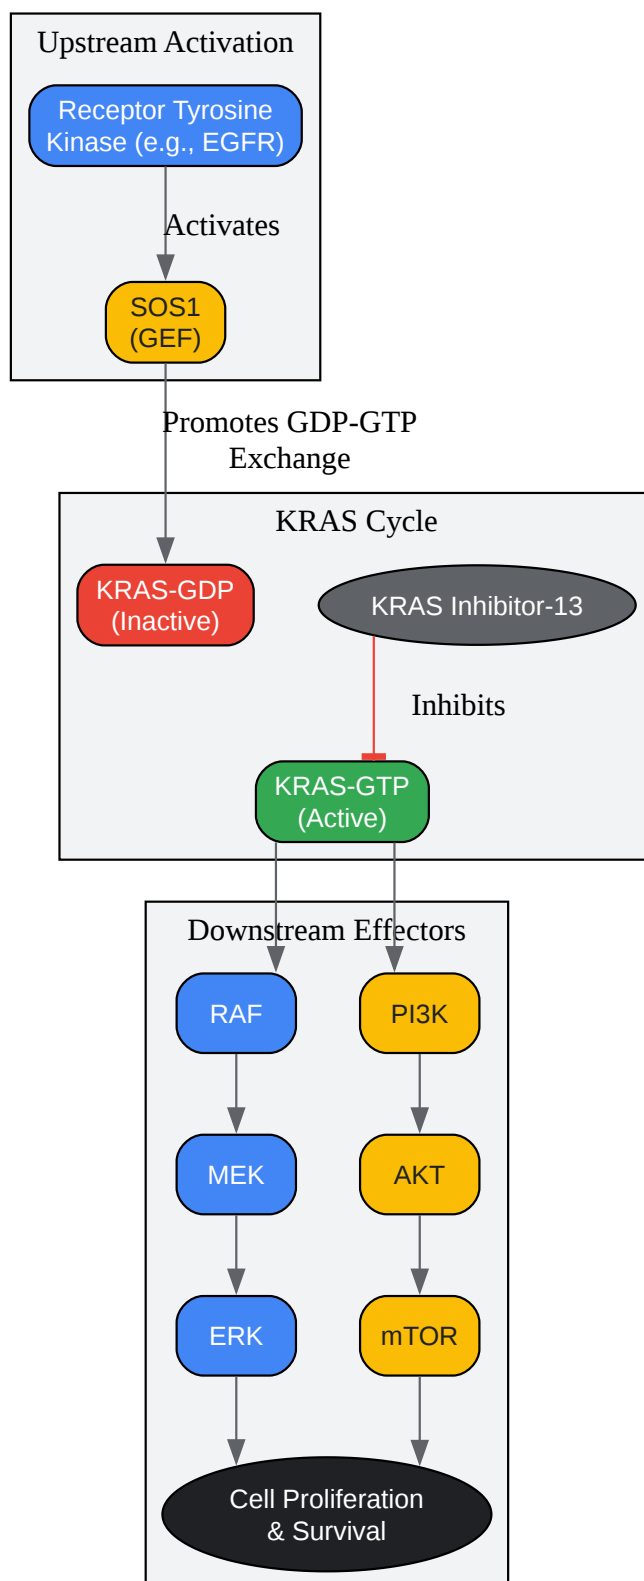 Upstream Activation
Receptor Tyrosine
Kinase (e.g., EGFR)
Activates
SOS1
(GEF)
Promotes GDP-GTP
Exchange
KRAS Cycle
KRAS-GDP
(Inactive)
KRAS Inhibitor-13
Inhibits
KRAS-GTP
(Active)
Downstream Effectors
RAF
PI3K
MEK
AKT
ERK
mTOR
Cell Proliferation
& Survival